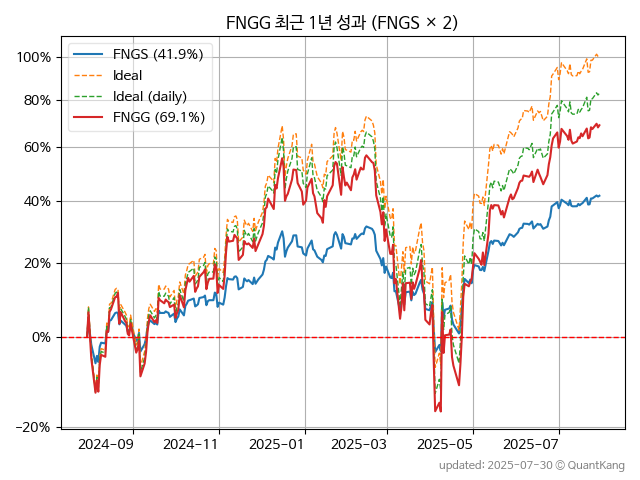 FNGG 최근 1년 성과 (FNGS × 2)
FNGS (41.9%)
Ideal
Ideal (daily)
FNGG (69.1%)
100%
80%
60%
40%
20%
0%
−20%
2024-09
2024-11
2025-01
2025-03
2025-05
2025-07
updated: 2025-07-30 © QuantKang